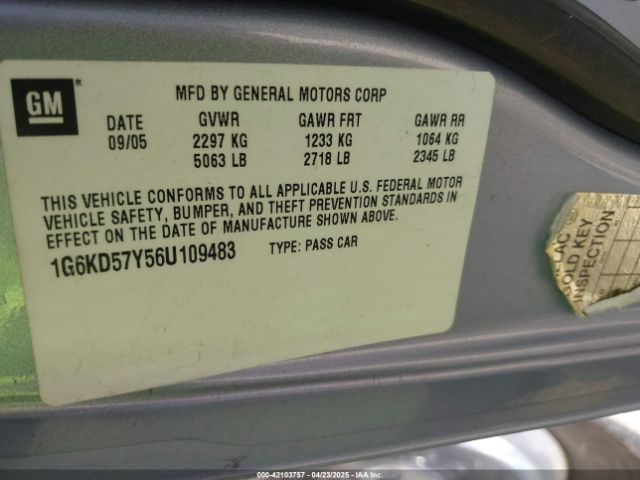 GM
MFD BY GENERAL MOTORS CORP
DATE GVWR GAWR FRT GAWR RR
09/05 2297 KG 1233 KG 1064 KG
5063 LB 2718 LB 2345 LB
THIS VEHICLE CONFORMS TO ALL APPLICABLE U.S. FEDERAL MOTOR
VEHICLE SAFETY, BUMPER, AND THEFT PREVENTION STANDARDS IN
EFFECT ON THE DATE OF MANUFACTURE SHOWN ABOVE.
1G6KD57Y56U109483 TYPE: PASS CAR
GOLD KEY
INSPECTION
000-42103757 - 04/23/2025 - IAA Inc.